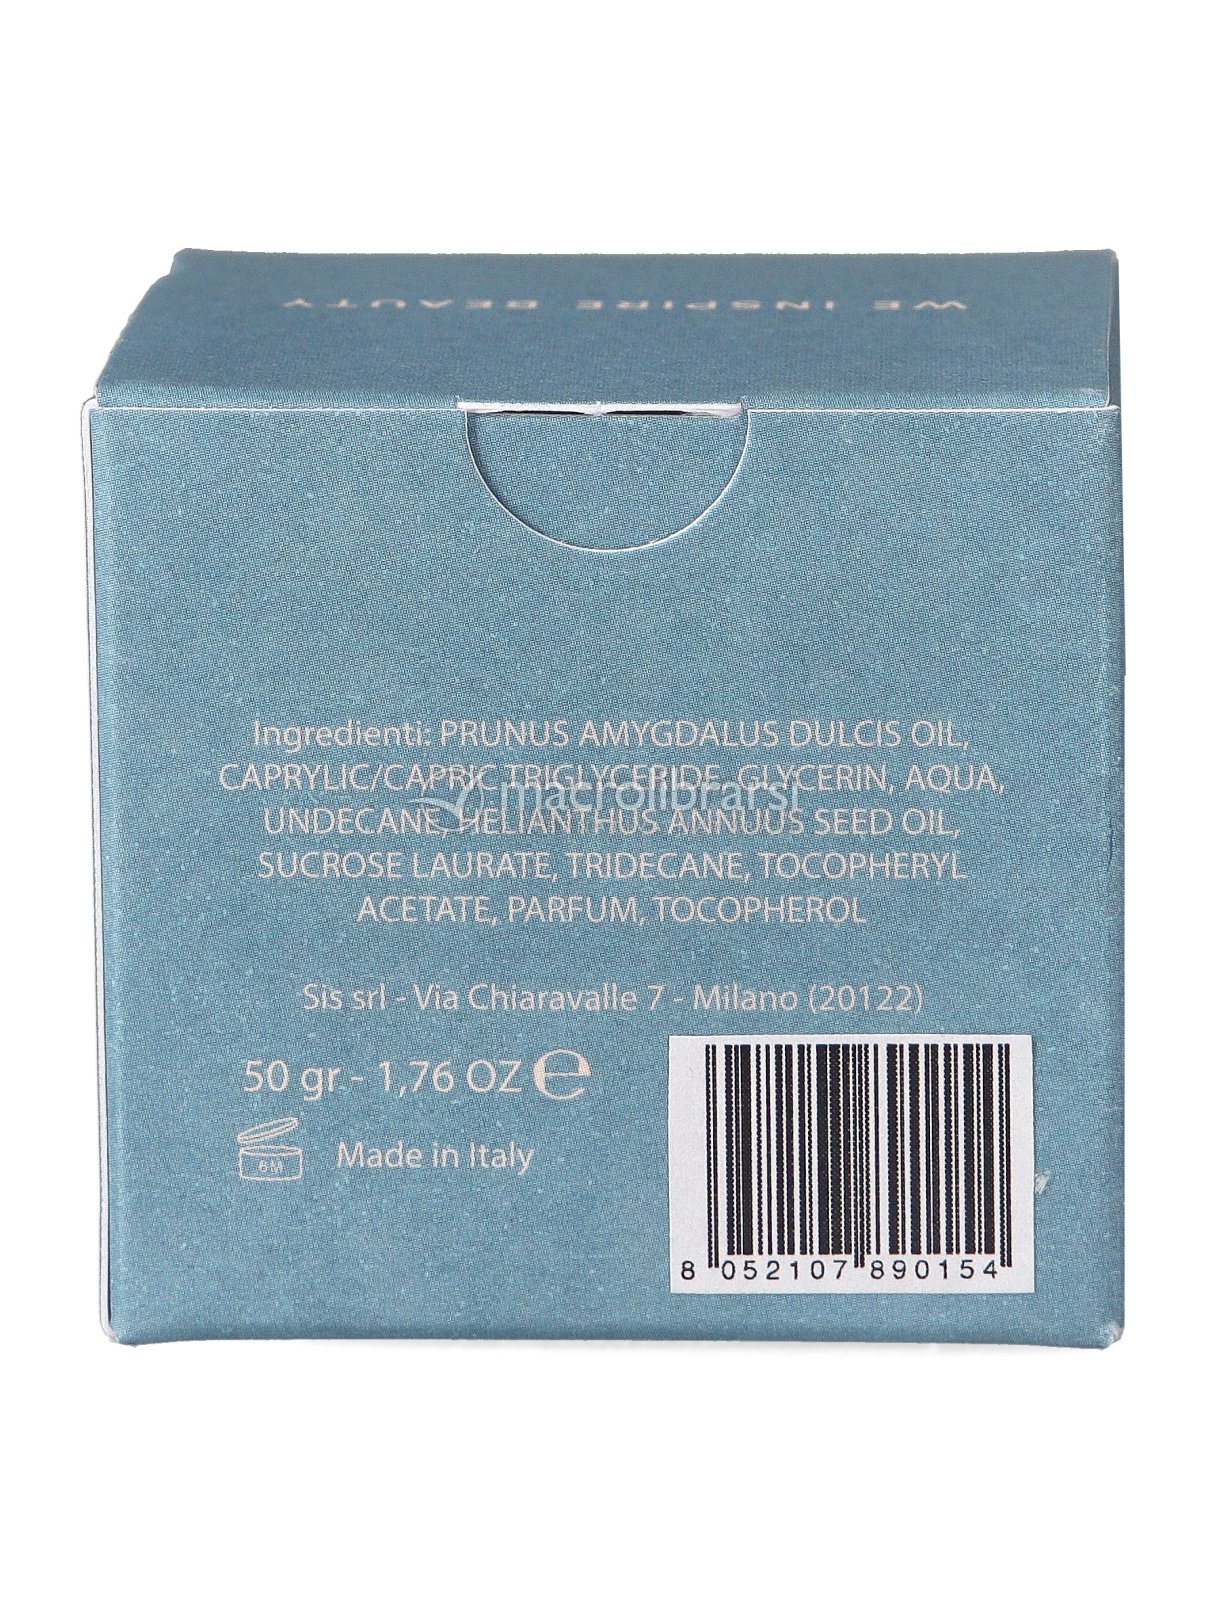 WE INSPIRE BEAUTY
Ingredienti: PRUNUS AMYGDALUS DULCIS OIL,
CAPRYLIC/CAPRIC TRIGLYCERIDE, GLYCERIN, AQUA,
macrolibrarsi
UNDECANE, HELIANTHUS ANNUUS SEED OIL,
SUCROSE LAURATE, TRIDECANE, TOCOPHERYL
ACETATE, PARFUM, TOCOPHEROL
Sis srl - Via Chiaravalle 7 - Milano (20122)
50 gr - 1,76 OZ ℮
6M Made in Italy
8 052107 890154